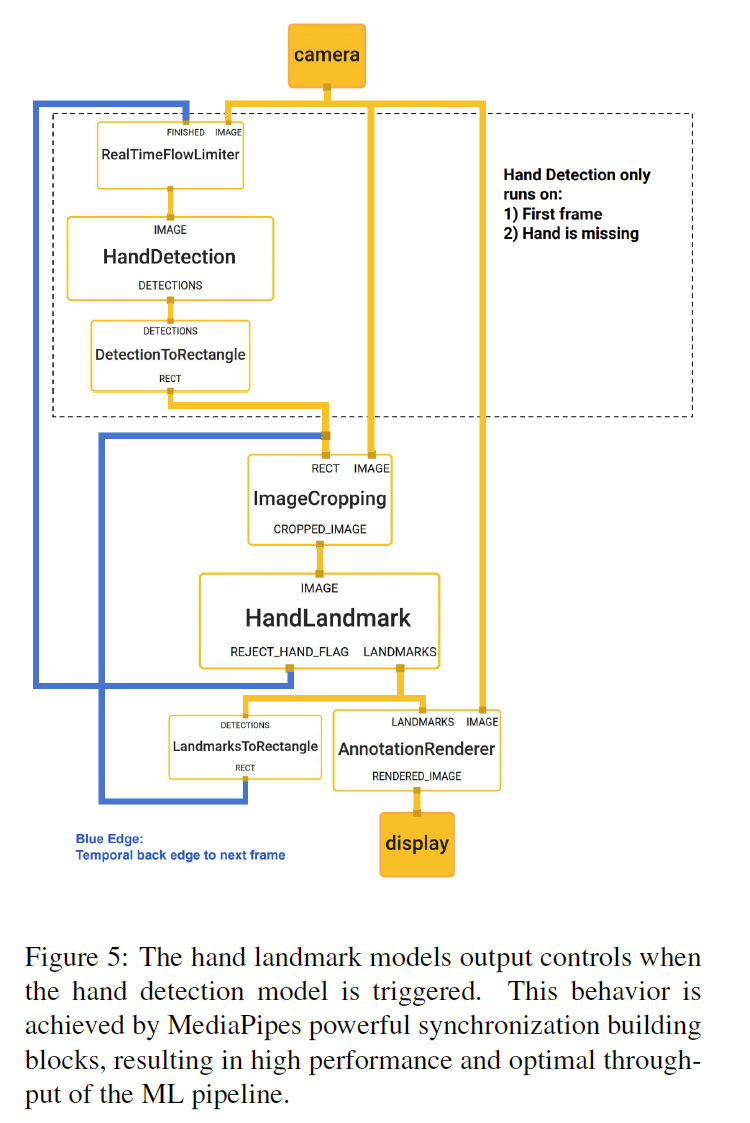 camera
FINISHED IMAGE
RealTimeFlowLimiter
IMAGE
HandDetection
DETECTIONS
DETECTIONS
DetectionToRectangle
RECT
Hand Detection only
runs on:
1) First frame
2) Hand is missing
RECT IMAGE
ImageCropping
CROPPED_IMAGE
IMAGE
HandLandmark
REJECT_HAND_FLAG LANDMARKS
DETECTIONS
LandmarksToRectangle
RECT
LANDMARKS IMAGE
AnnotationRenderer
RENDERED_IMAGE
display
Blue Edge:
Temporal back edge to next frame
Figure 5: The hand landmark models output controls when
the hand detection model is triggered. This behavior is
achieved by MediaPipes powerful synchronization building
blocks, resulting in high performance and optimal through-
put of the ML pipeline.